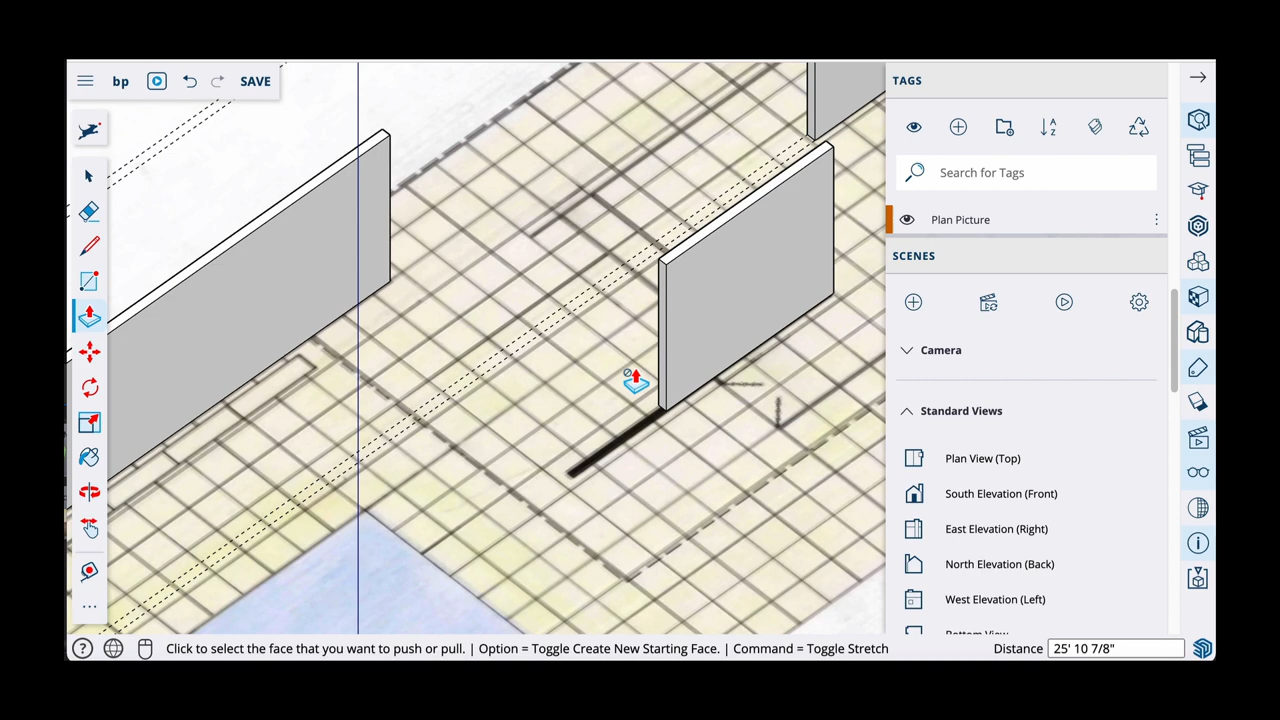 bp
SAVE
TAGS
A
Z
Search for Tags
Plan Picture
SCENES
Camera
Standard Views
Plan View (Top)
South Elevation (Front)
East Elevation (Right)
North Elevation (Back)
West Elevation (Left)
Bottom View
Click to select the face that you want to push or pull. | Option = Toggle Create New Starting Face. | Command = Toggle Stretch
Distance 25' 10 7/8"